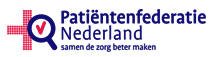 Patiëntenfederatie
Nederland
samen de zorg beter maken